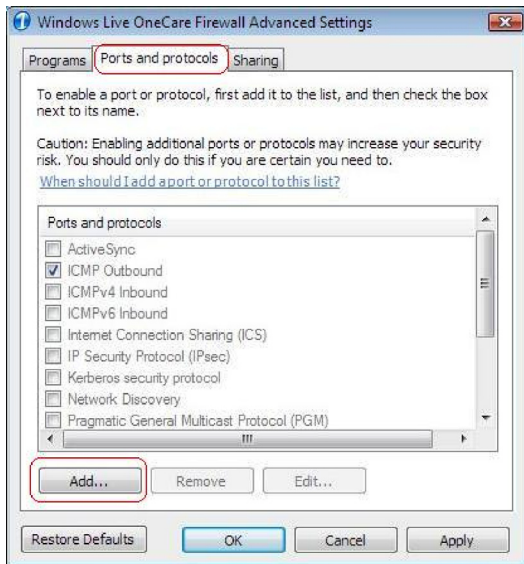 Windows Live OneCare Firewall Advanced Settings
Programs Ports and protocols Sharing
To enable a port or protocol, first add it to the list, and then check the box
next to its name.
Caution: Enabling additional ports or protocols may increase your security
risk. You should only do this if you are certain you need to.
When should I add a port or protocol to this list?
Ports and protocols
ActiveSync
ICMP Outbound
ICMPv4 Inbound
ICMPv6 Inbound
Internet Connection Sharing (ICS)
IP Security Protocol (IPsec)
Kerberos security protocol
Network Discovery
Pragmatic General Multicast Protocol (PGM)
Add... Remove Edit...
Restore Defaults OK Cancel Apply